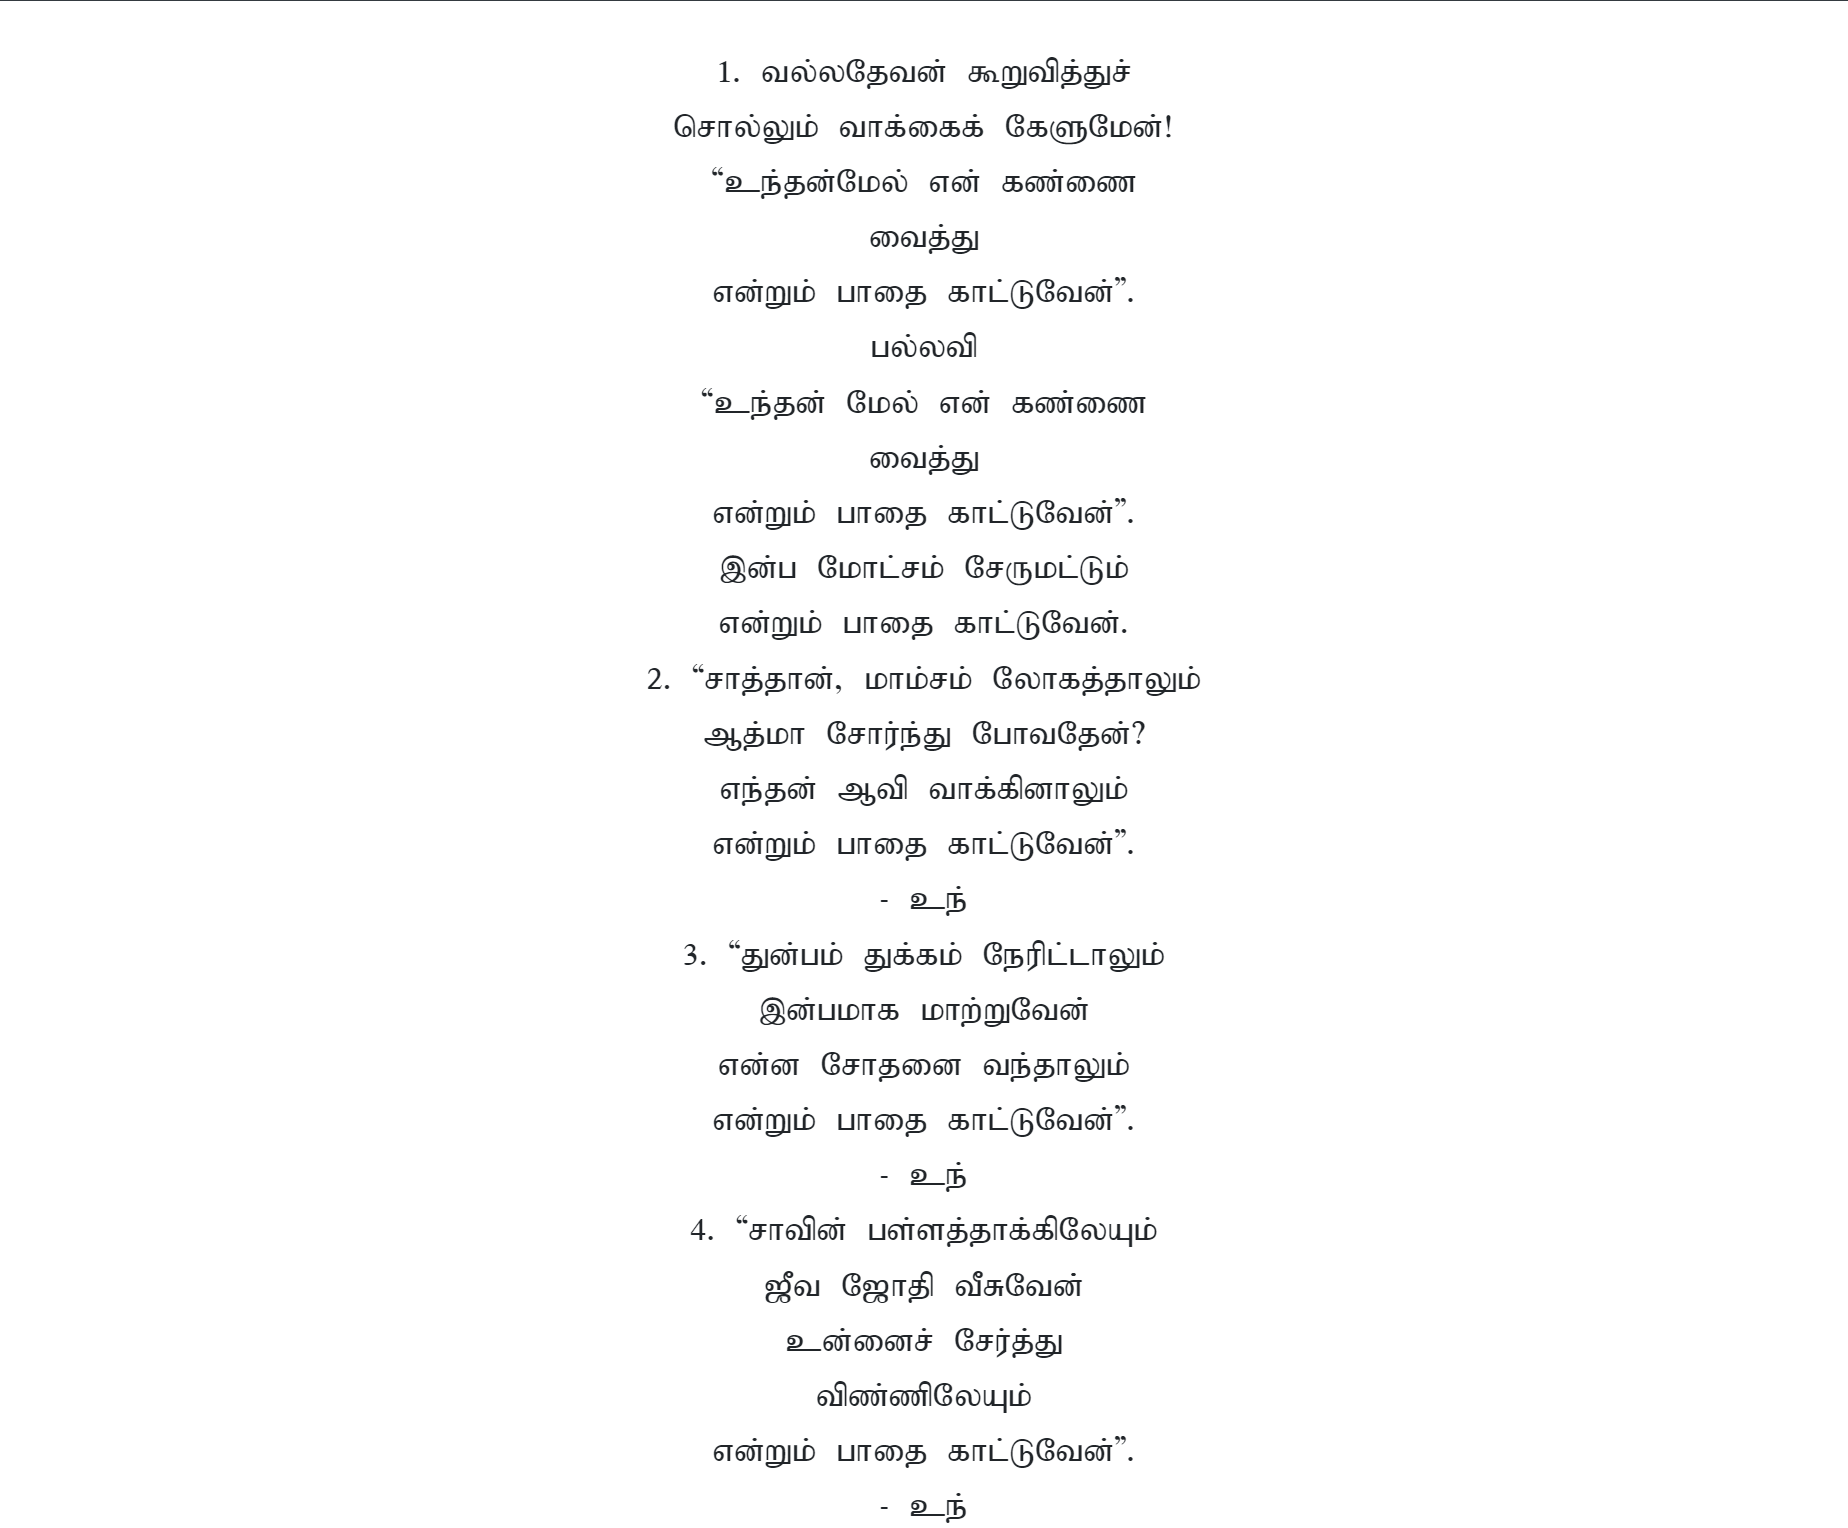 1. வல்லதேவன் கூறுவித்துச்
சொல்லும் வாக்கைக் கேளுமேன்!
“உந்தன்மேல் என் கண்ணை
வைத்து
என்றும் பாதை காட்டுவேன்”.
பல்லவி
“உந்தன் மேல் என் கண்ணை
வைத்து
என்றும் பாதை காட்டுவேன்”.
இன்ப மோட்சம் சேருமட்டும்
என்றும் பாதை காட்டுவேன்.
2. “சாத்தான், மாம்சம் லோகத்தாலும்
ஆத்மா சோர்ந்து போவதேன்?
எந்தன் ஆவி வாக்கினாலும்
என்றும் பாதை காட்டுவேன்”.
- உந்
3. “துன்பம் துக்கம் நேரிட்டாலும்
இன்பமாக மாற்றுவேன்
என்ன சோதனை வந்தாலும்
என்றும் பாதை காட்டுவேன்”.
- உந்
4. “சாவின் பள்ளத்தாக்கிலேயும்
ஜீவ ஜோதி வீசுவேன்
உன்னைச் சேர்த்து
விண்ணிலேயும்
என்றும் பாதை காட்டுவேன்”.
- உந்